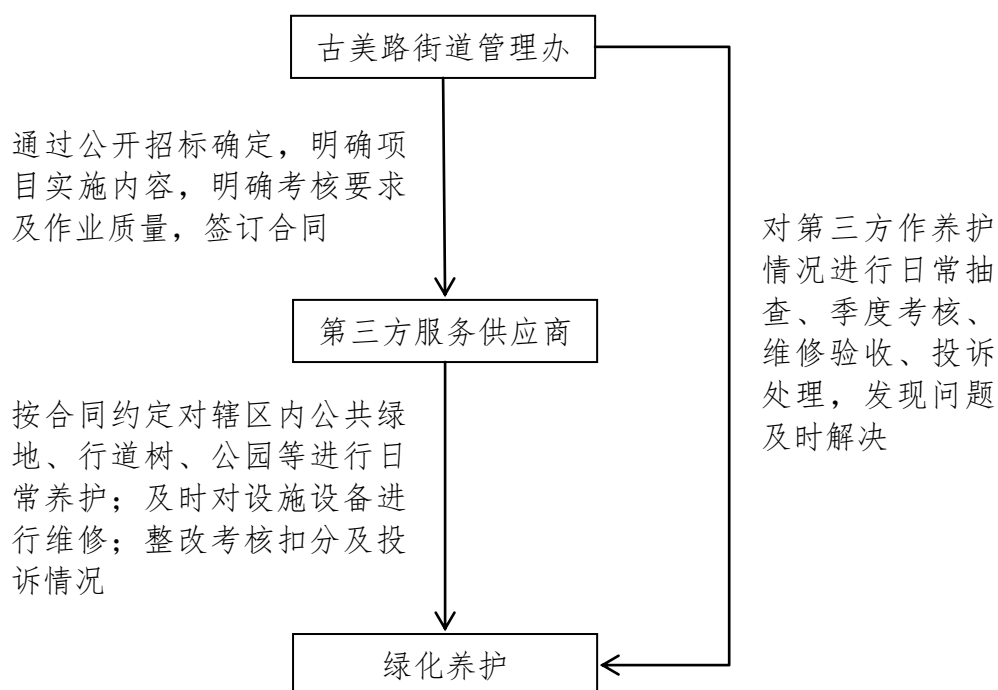 古美路街道管理办
通过公开招标确定，明确项
目实施内容，明确考核要求
及作业质量，签订合同
对第三方作养护
情况进行日常抽
查、季度考核、
维修验收、投诉
处理，发现问题
及时解决
第三方服务供应商
按合同约定对辖区内公共绿
地、行道树、公园等进行日
常养护；及时对设施设备进
行维修；整改考核扣分及投
诉情况
绿化养护